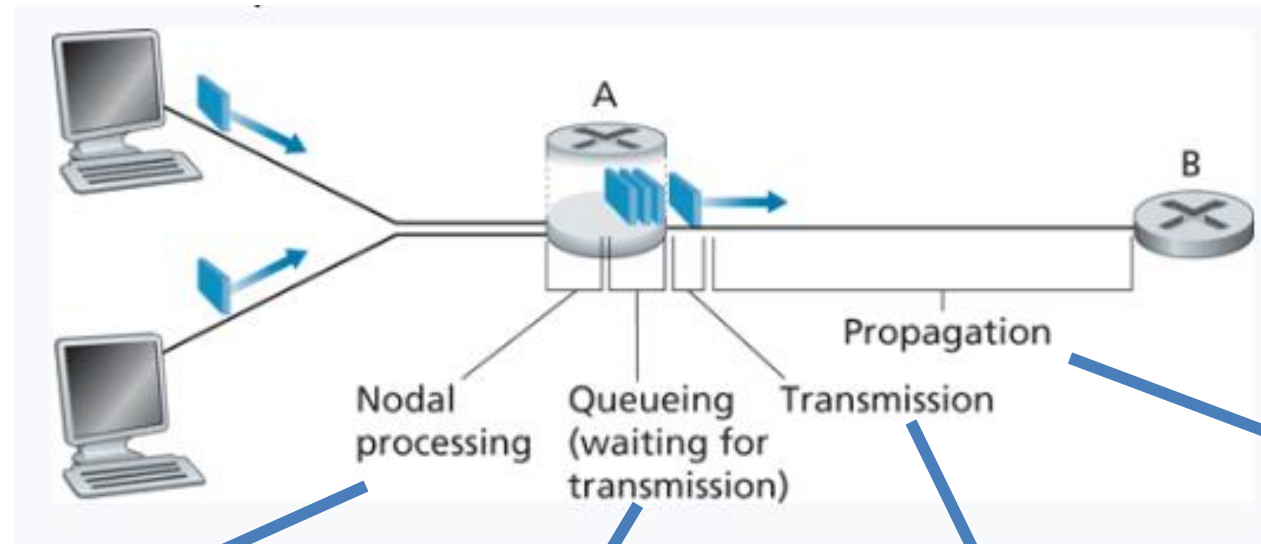 A
B
Propagation
Nodal
processing
Queueing
(waiting for
transmission)
Transmission